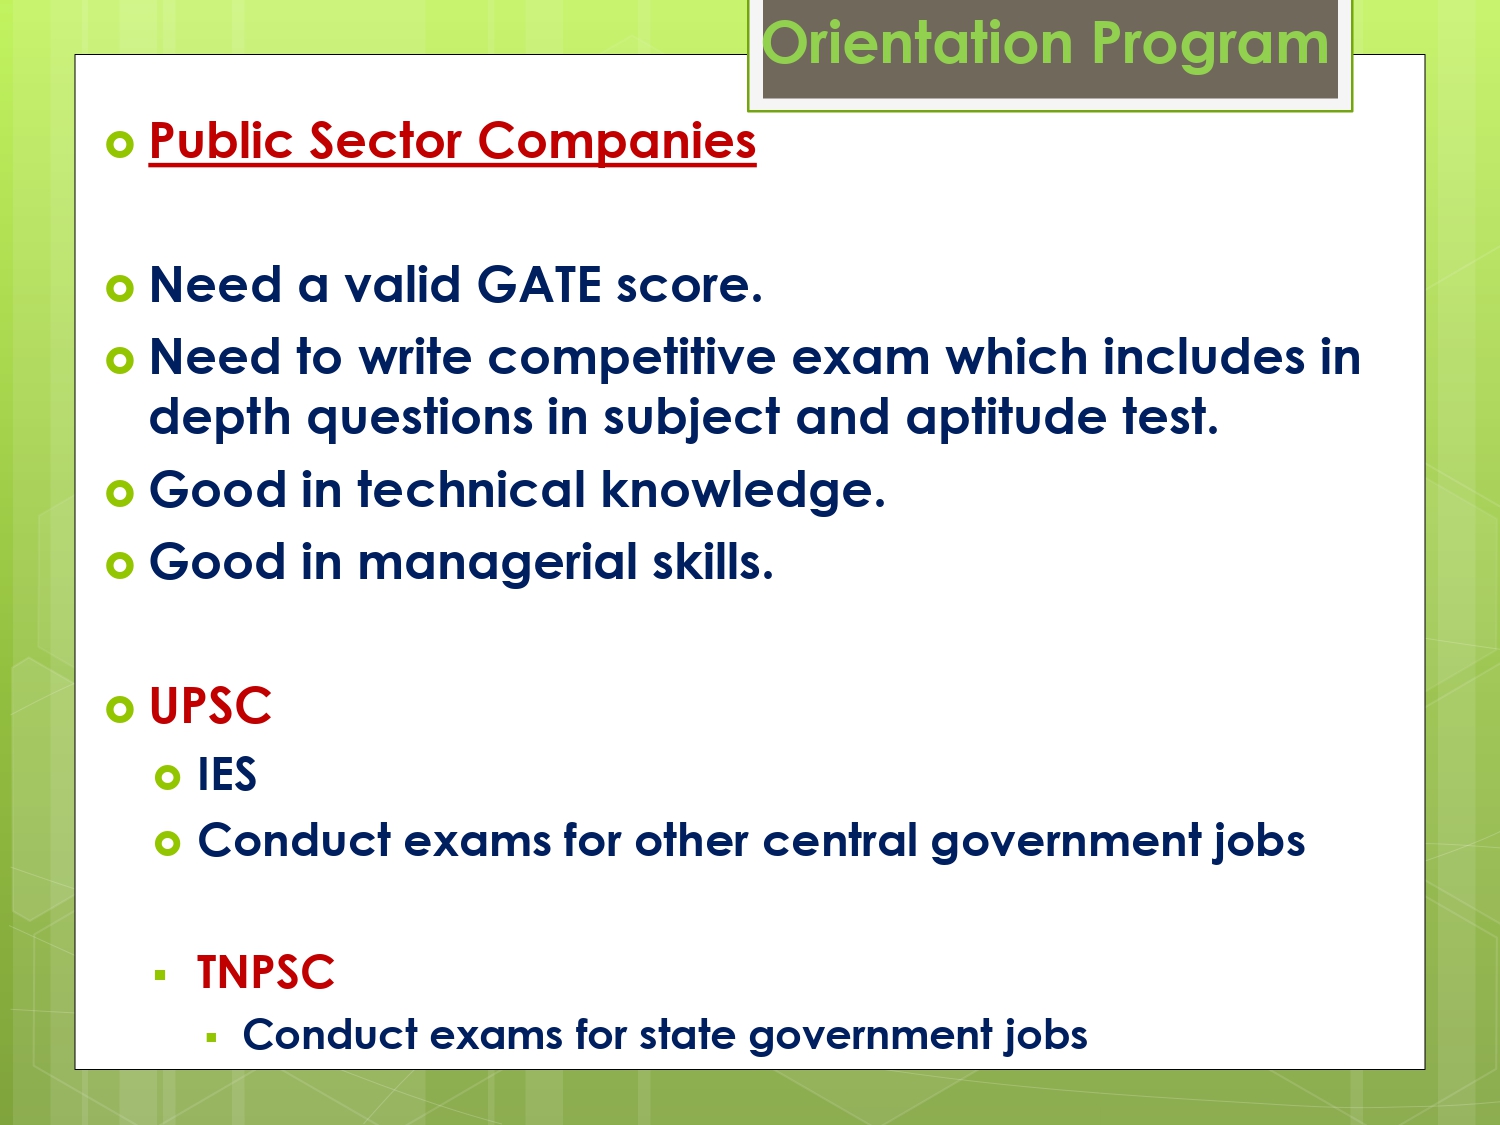 Orientation Program
Public Sector Companies
Need a valid GATE score.
Need to write competitive exam which includes in
depth questions in subject and aptitude test.
Good in technical knowledge.
Good in managerial skills.
UPSC
IES
Conduct exams for other central government jobs
TNPSC
Conduct exams for state government jobs